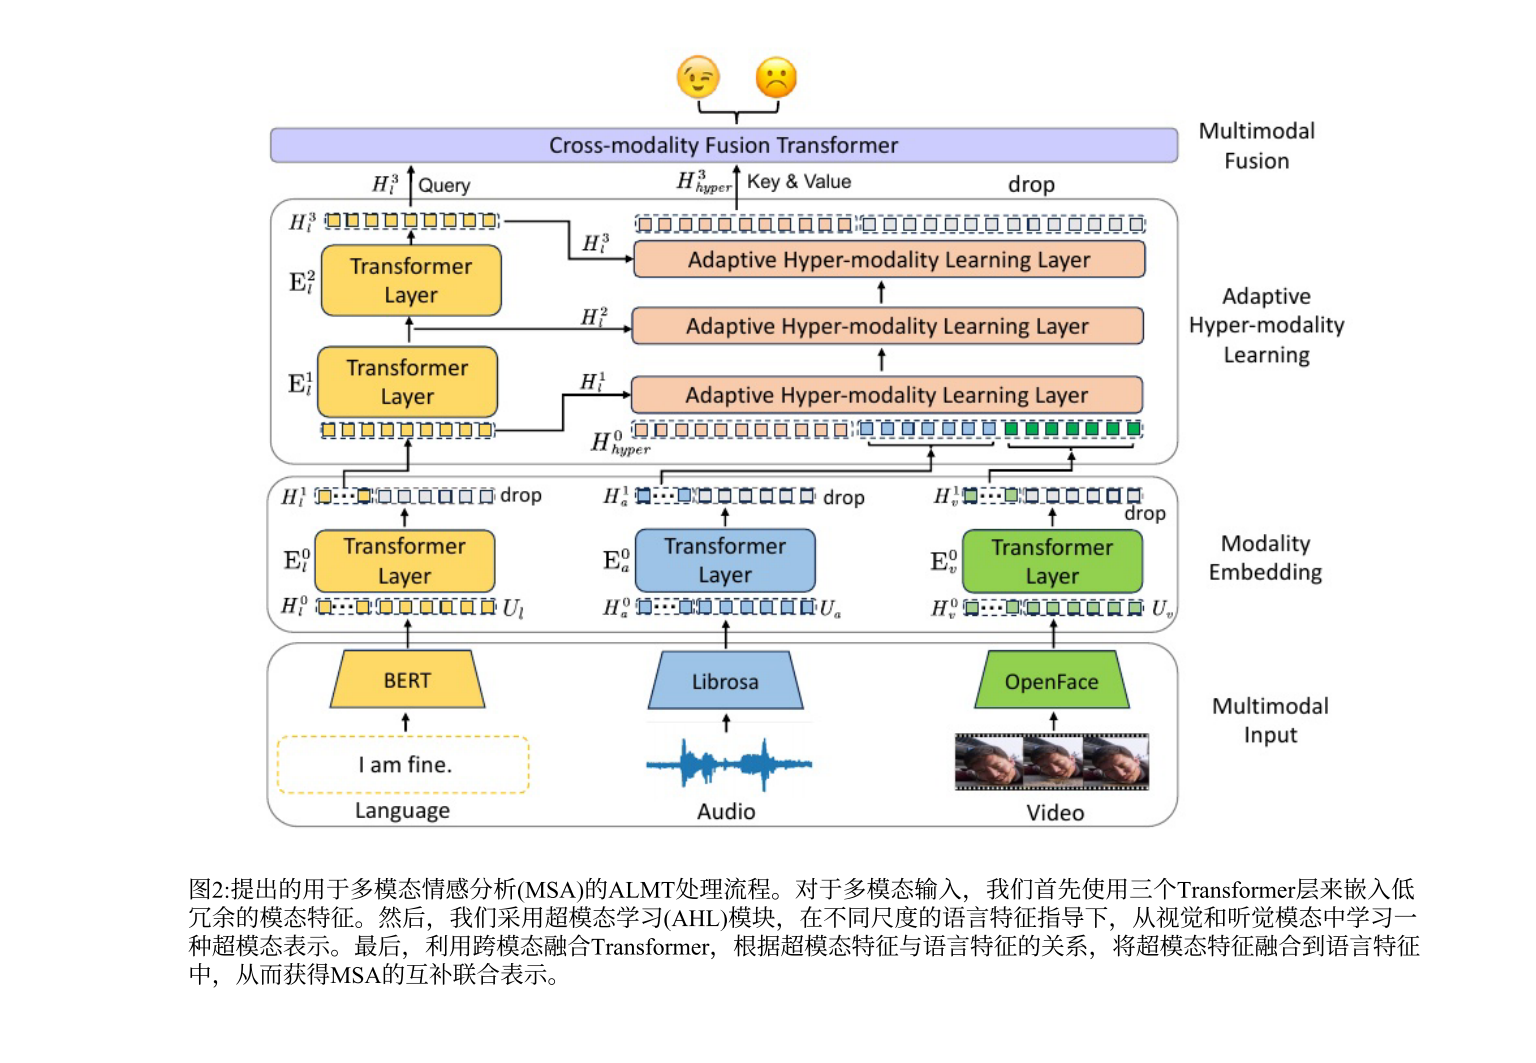 Cross-modality Fusion Transformer
Multimodal
Fusion
H_l^3 Query
H_hyper^3 Key & Value
drop
H_l^3
H_l^3
Adaptive Hyper-modality Learning Layer
E_l^2
Transformer
Layer
H_l^2
Adaptive Hyper-modality Learning Layer
Adaptive
Hyper-modality
Learning
E_l^1
Transformer
Layer
H_l^1
Adaptive Hyper-modality Learning Layer
H_hyper^0
H_l^1 drop
H_a^1 drop
H_v^1 drop
E_l^0
Transformer
Layer
E_a^0
Transformer
Layer
E_v^0
Transformer
Layer
Modality
Embedding
H_l^0 U_l
H_a^0 U_a
H_v^0 U_v
BERT
Librosa
OpenFace
Multimodal
Input
I am fine.
Language
Audio
Video
图2:提出的用于多模态情感分析(MSA)的ALMT处理流程。对于多模态输入，我们首先使用三个Transformer层来嵌入低
冗余的模态特征。然后，我们采用超模态学习(AHL)模块，在不同尺度的语言特征指导下，从视觉和听觉模态中学习一
种超模态表示。最后，利用跨模态融合Transformer，根据超模态特征与语言特征的关系，将超模态特征融合到语言特征
中，从而获得MSA的互补联合表示。